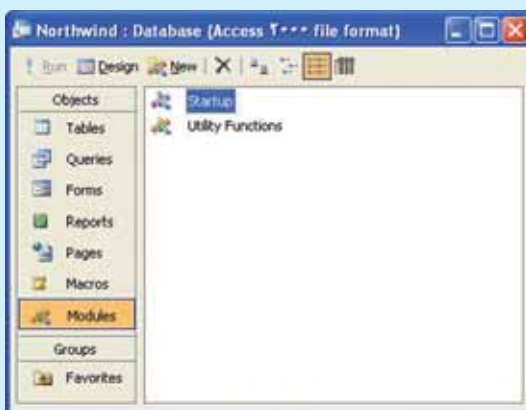 Northwind : Database (Access ۲۰۰۰ file format)
Run Design New
Objects
Tables
Queries
Forms
Reports
Pages
Macros
Modules
Groups
Favorites
Startup
Utility Functions